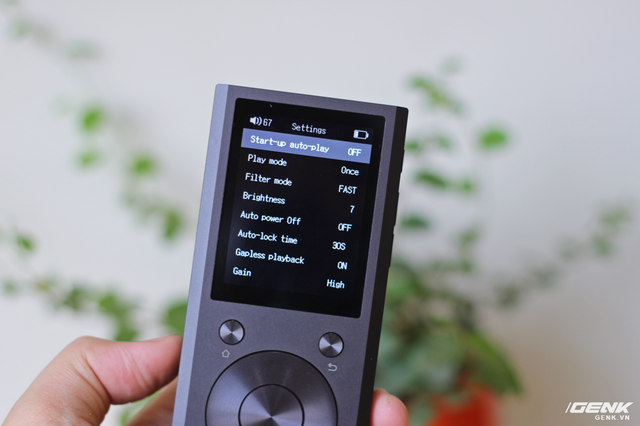 67 Settings
Start-up auto-play OFF
Play mode Once
Filter mode FAST
Brightness 7
Auto power Off OFF
Auto-lock time 30S
Gapless playback ON
Gain High
GENK
GENK.VN